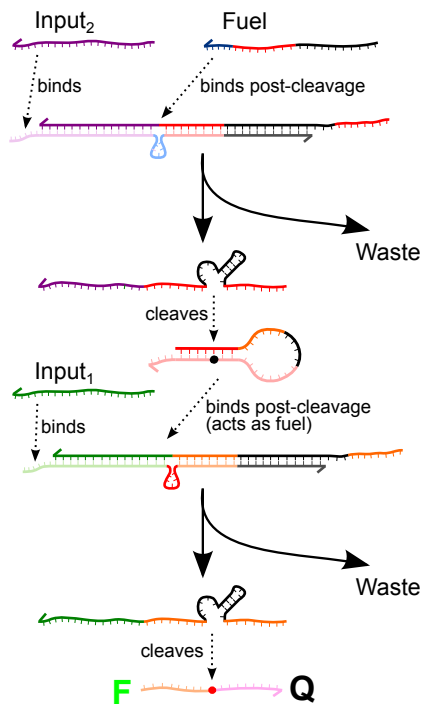 Input₂
Fuel
binds
binds post-cleavage
Waste
cleaves
Input₁
binds post-cleavage
(acts as fuel)
binds
Waste
cleaves
F
Q